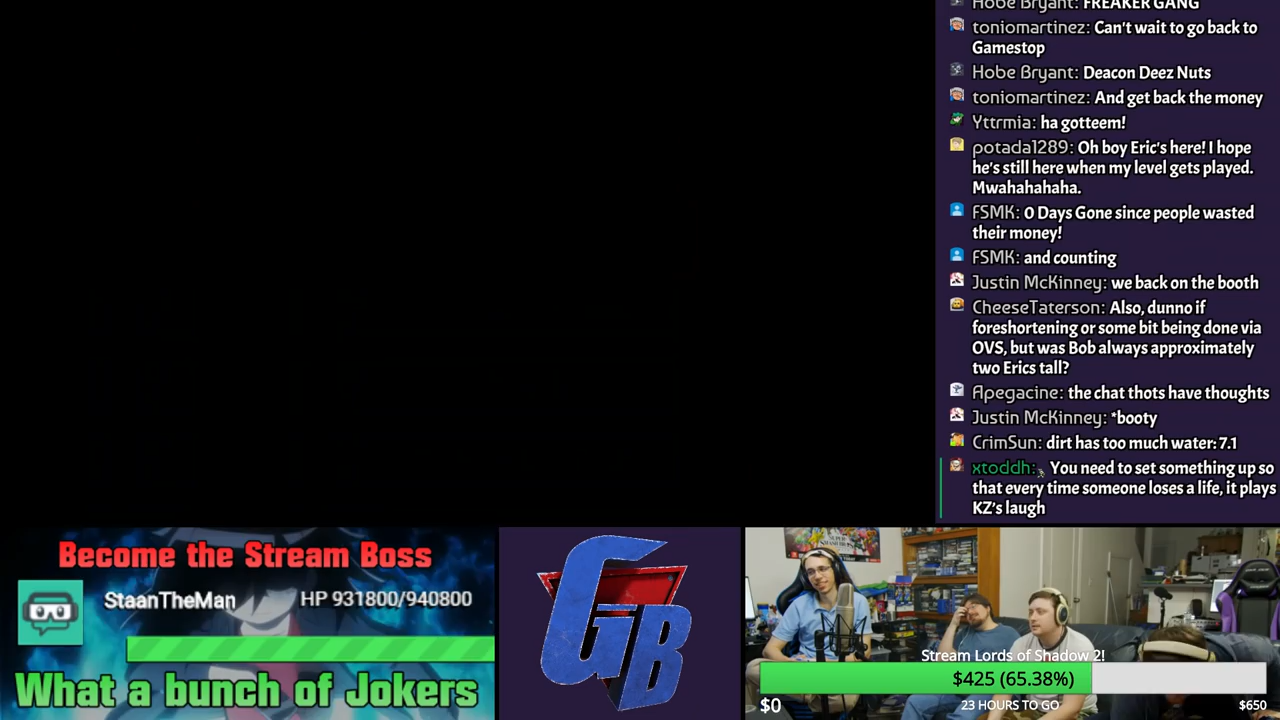 Hobe Bryant: FREAKER GANG
toniomartinez: Can't wait to go back to
Gamestop
Hobe Bryant: Deacon Deez Nuts
toniomartinez: And get back the money
Yttrmia: ha gotteem!
potada1289: Oh boy Eric's here! I hope
he's still here when my level gets played.
Mwahahahaha.
FSMK: 0 Days Gone since people wasted
their money!
FSMK: and counting
Justin McKinney: we back on the booth
CheeseTaterson: Also, dunno if
foreshortening or some bit being done via
OVS, but was Bob always approximately
two Erics tall?
Apegacine: the chat thots have thoughts
Justin McKinney: *booty
CrimSun: dirt has too much water: 7.1
xtoddh: You need to set something up so
that every time someone loses a life, it plays
KZ's laugh
Become the Stream Boss
StaanTheMan HP 931800/940800
What a bunch of Jokers
GB
Stream Lords of Shadow 2!
$425 (65.38%)
$0 23 HOURS TO GO $650